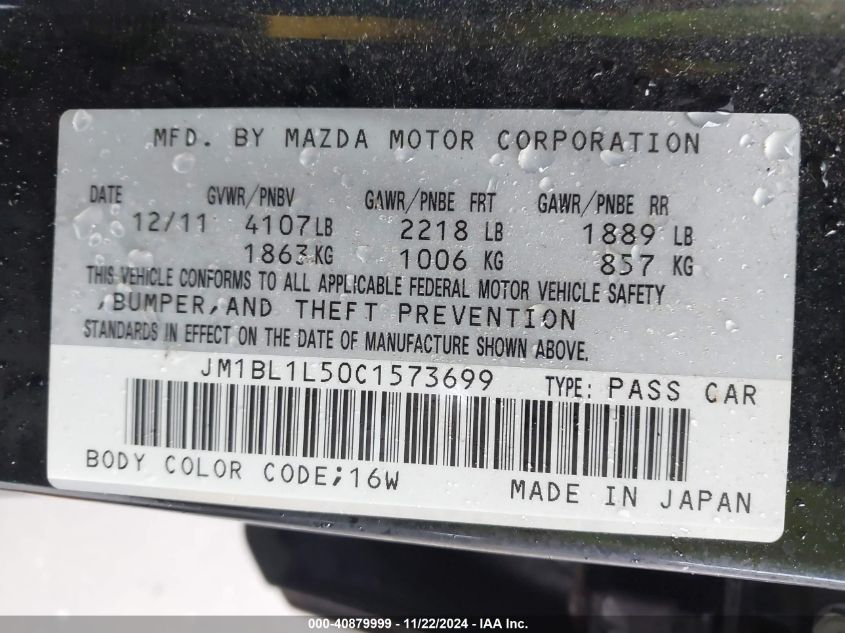 MFD. BY MAZDA MOTOR CORPORATION
DATE GVWR/PNBV GAWR/PNBE FRT GAWR/PNBE RR
12/11 4107LB 2218 LB 1889 LB
1863KG 1006 KG 857 KG
THIS VEHICLE CONFORMS TO ALL APPLICABLE FEDERAL MOTOR VEHICLE SAFETY
,BUMPER,AND THEFT PREVENTION
STANDARDS IN EFFECT ON THE DATE OF MANUFACTURE SHOWN ABOVE.
JM1BL1L50C1573699 TYPE: PASS CAR
BODY COLOR CODE;16W
MADE IN JAPAN
000-40879999 - 11/22/2024 - IAA Inc.